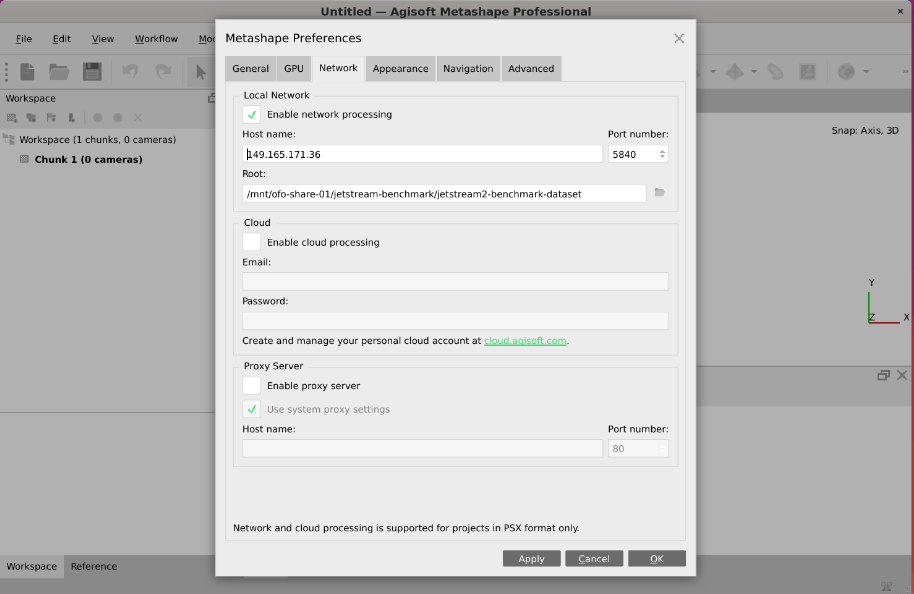 Untitled — Agisoft Metashape Professional
File Edit View Workflow
Metashape Preferences
General GPU Network Appearance Navigation Advanced
Workspace
Workspace (1 chunks, 0 cameras)
Chunk 1 (0 cameras)
Local Network
Enable network processing
Host name: Port number:
149.165.171.36 5840
Root:
/mnt/ofo-share-01/jetstream-benchmark/jetstream2-benchmark-dataset
Cloud
Enable cloud processing
Email:
Password:
Create and manage your personal cloud account at cloud.agisoft.com.
Proxy Server
Enable proxy server
Use system proxy settings
Host name: Port number:
80
Network and cloud processing is supported for projects in PSX format only.
Apply Cancel OK
Snap: Axis, 3D
Y
Z X
Workspace Reference